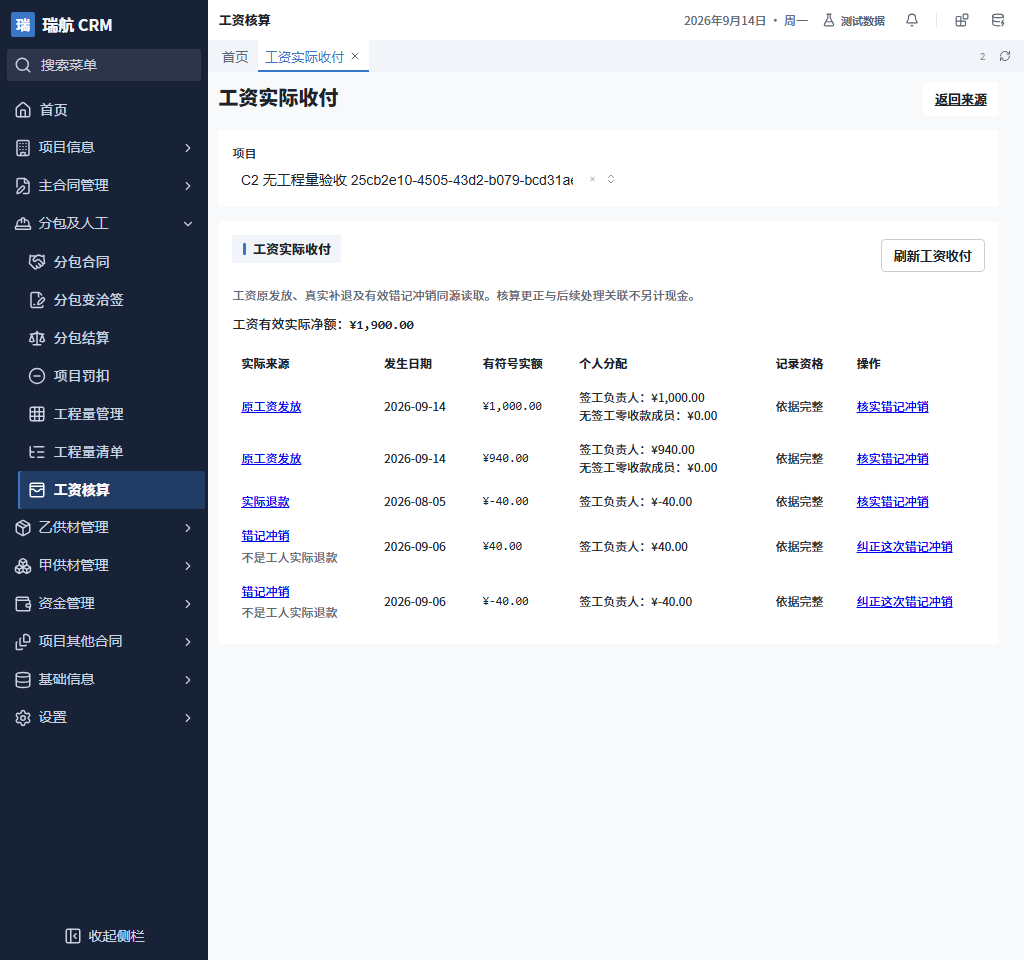 瑞 瑞航 CRM
搜索菜单
首页
项目信息
主合同管理
分包及人工
分包合同
分包变洽签
分包结算
项目罚扣
工程量管理
工程量清单
工资核算
乙供材管理
甲供材管理
资金管理
项目其他合同
基础信息
设置
收起侧栏
工资核算 2026年9月14日 · 周一 测试数据
首页 工资实际收付 × 2
工资实际收付 返回来源
项目
C2 无工程量验收 25cb2e10-4505-43d2-b079-bcd31a ×
工资实际收付 刷新工资收付
工资原发放、真实补退及有效错记冲销同源读取。核算更正与后续处理关联不另计现金。
工资有效实际净额：¥1,900.00
实际来源 发生日期 有符号实额 个人分配 记录资格 操作
原工资发放 2026-09-14 ¥1,000.00 签工负责人：¥1,000.00 依据完整 核实错记冲销
无签工零收款成员：¥0.00
原工资发放 2026-09-14 ¥940.00 签工负责人：¥940.00 依据完整 核实错记冲销
无签工零收款成员：¥0.00
实际退款 2026-08-05 ¥-40.00 签工负责人：¥-40.00 依据完整 核实错记冲销
错记冲销 2026-09-06 ¥40.00 签工负责人：¥40.00 依据完整 纠正这次错记冲销
不是工人实际退款
错记冲销 2026-09-06 ¥-40.00 签工负责人：¥-40.00 依据完整 纠正这次错记冲销
不是工人实际退款